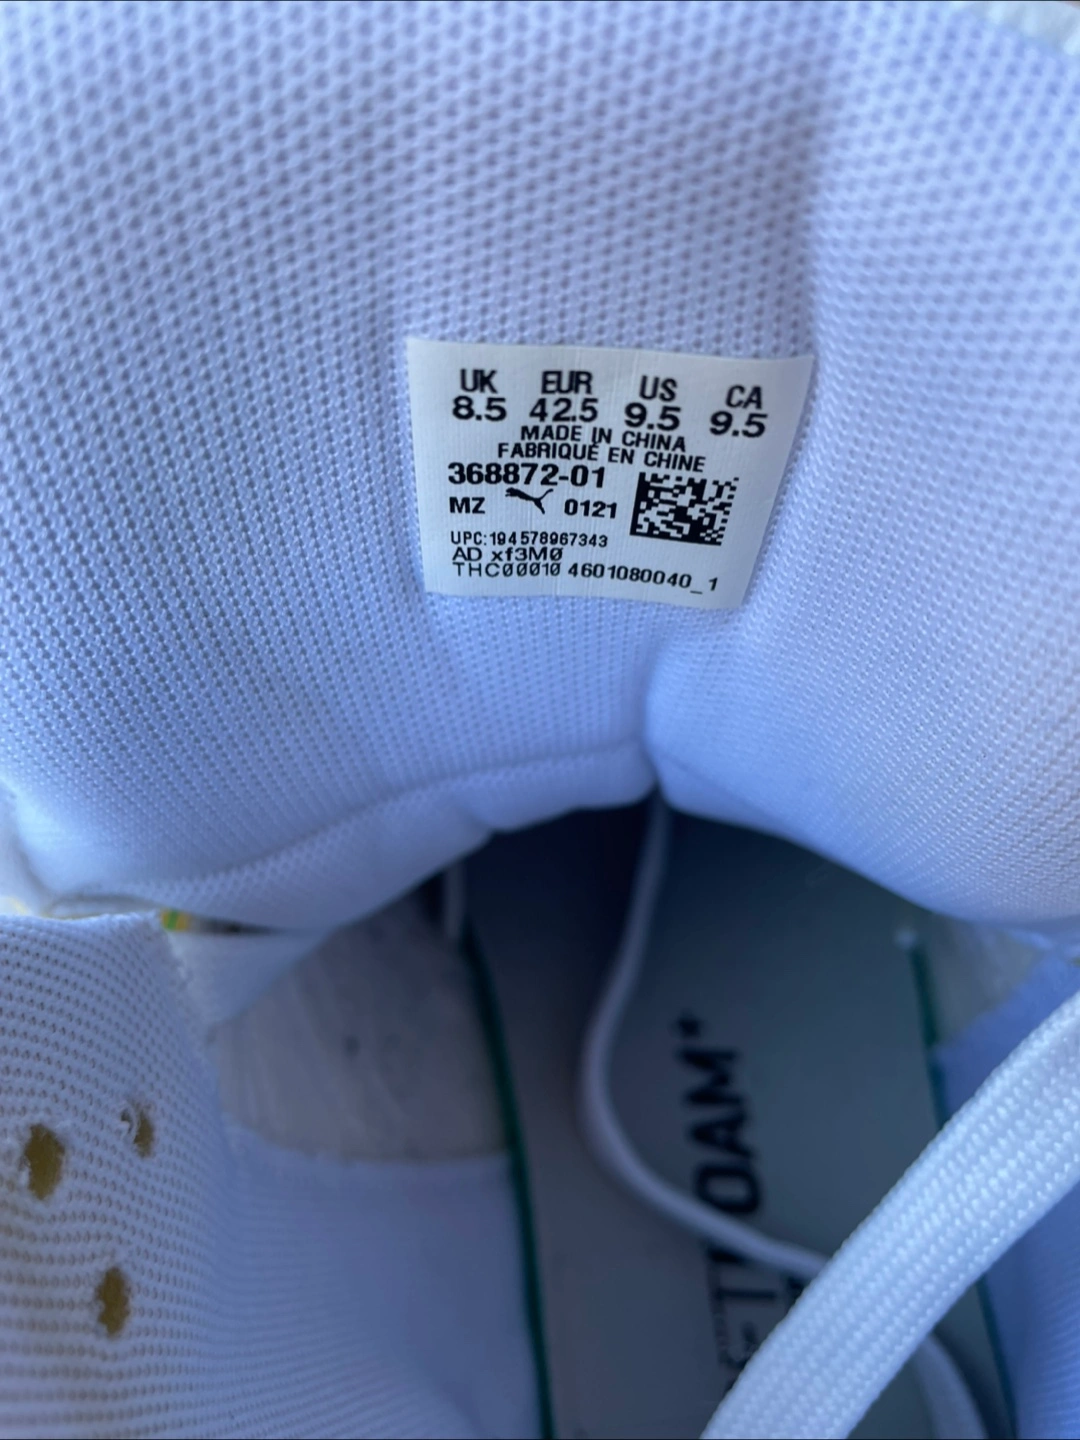 UK EUR US CA
8.5 42.5 9.5 9.5
MADE IN CHINA
FABRIQUÉ EN CHINE
368872-01
MZ 0121
UPC:194578967343
AD xf3M0
THC00010 4601080040_1